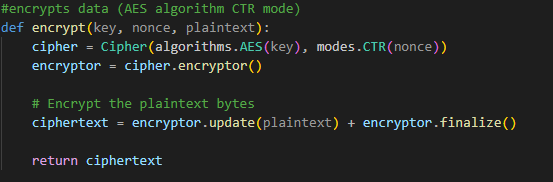 #encrypts data (AES algorithm CTR mode)
def encrypt(key, nonce, plaintext):
    cipher = Cipher(algorithms.AES(key), modes.CTR(nonce))
    encryptor = cipher.encryptor()

    # Encrypt the plaintext bytes
    ciphertext = encryptor.update(plaintext) + encryptor.finalize()

    return ciphertext